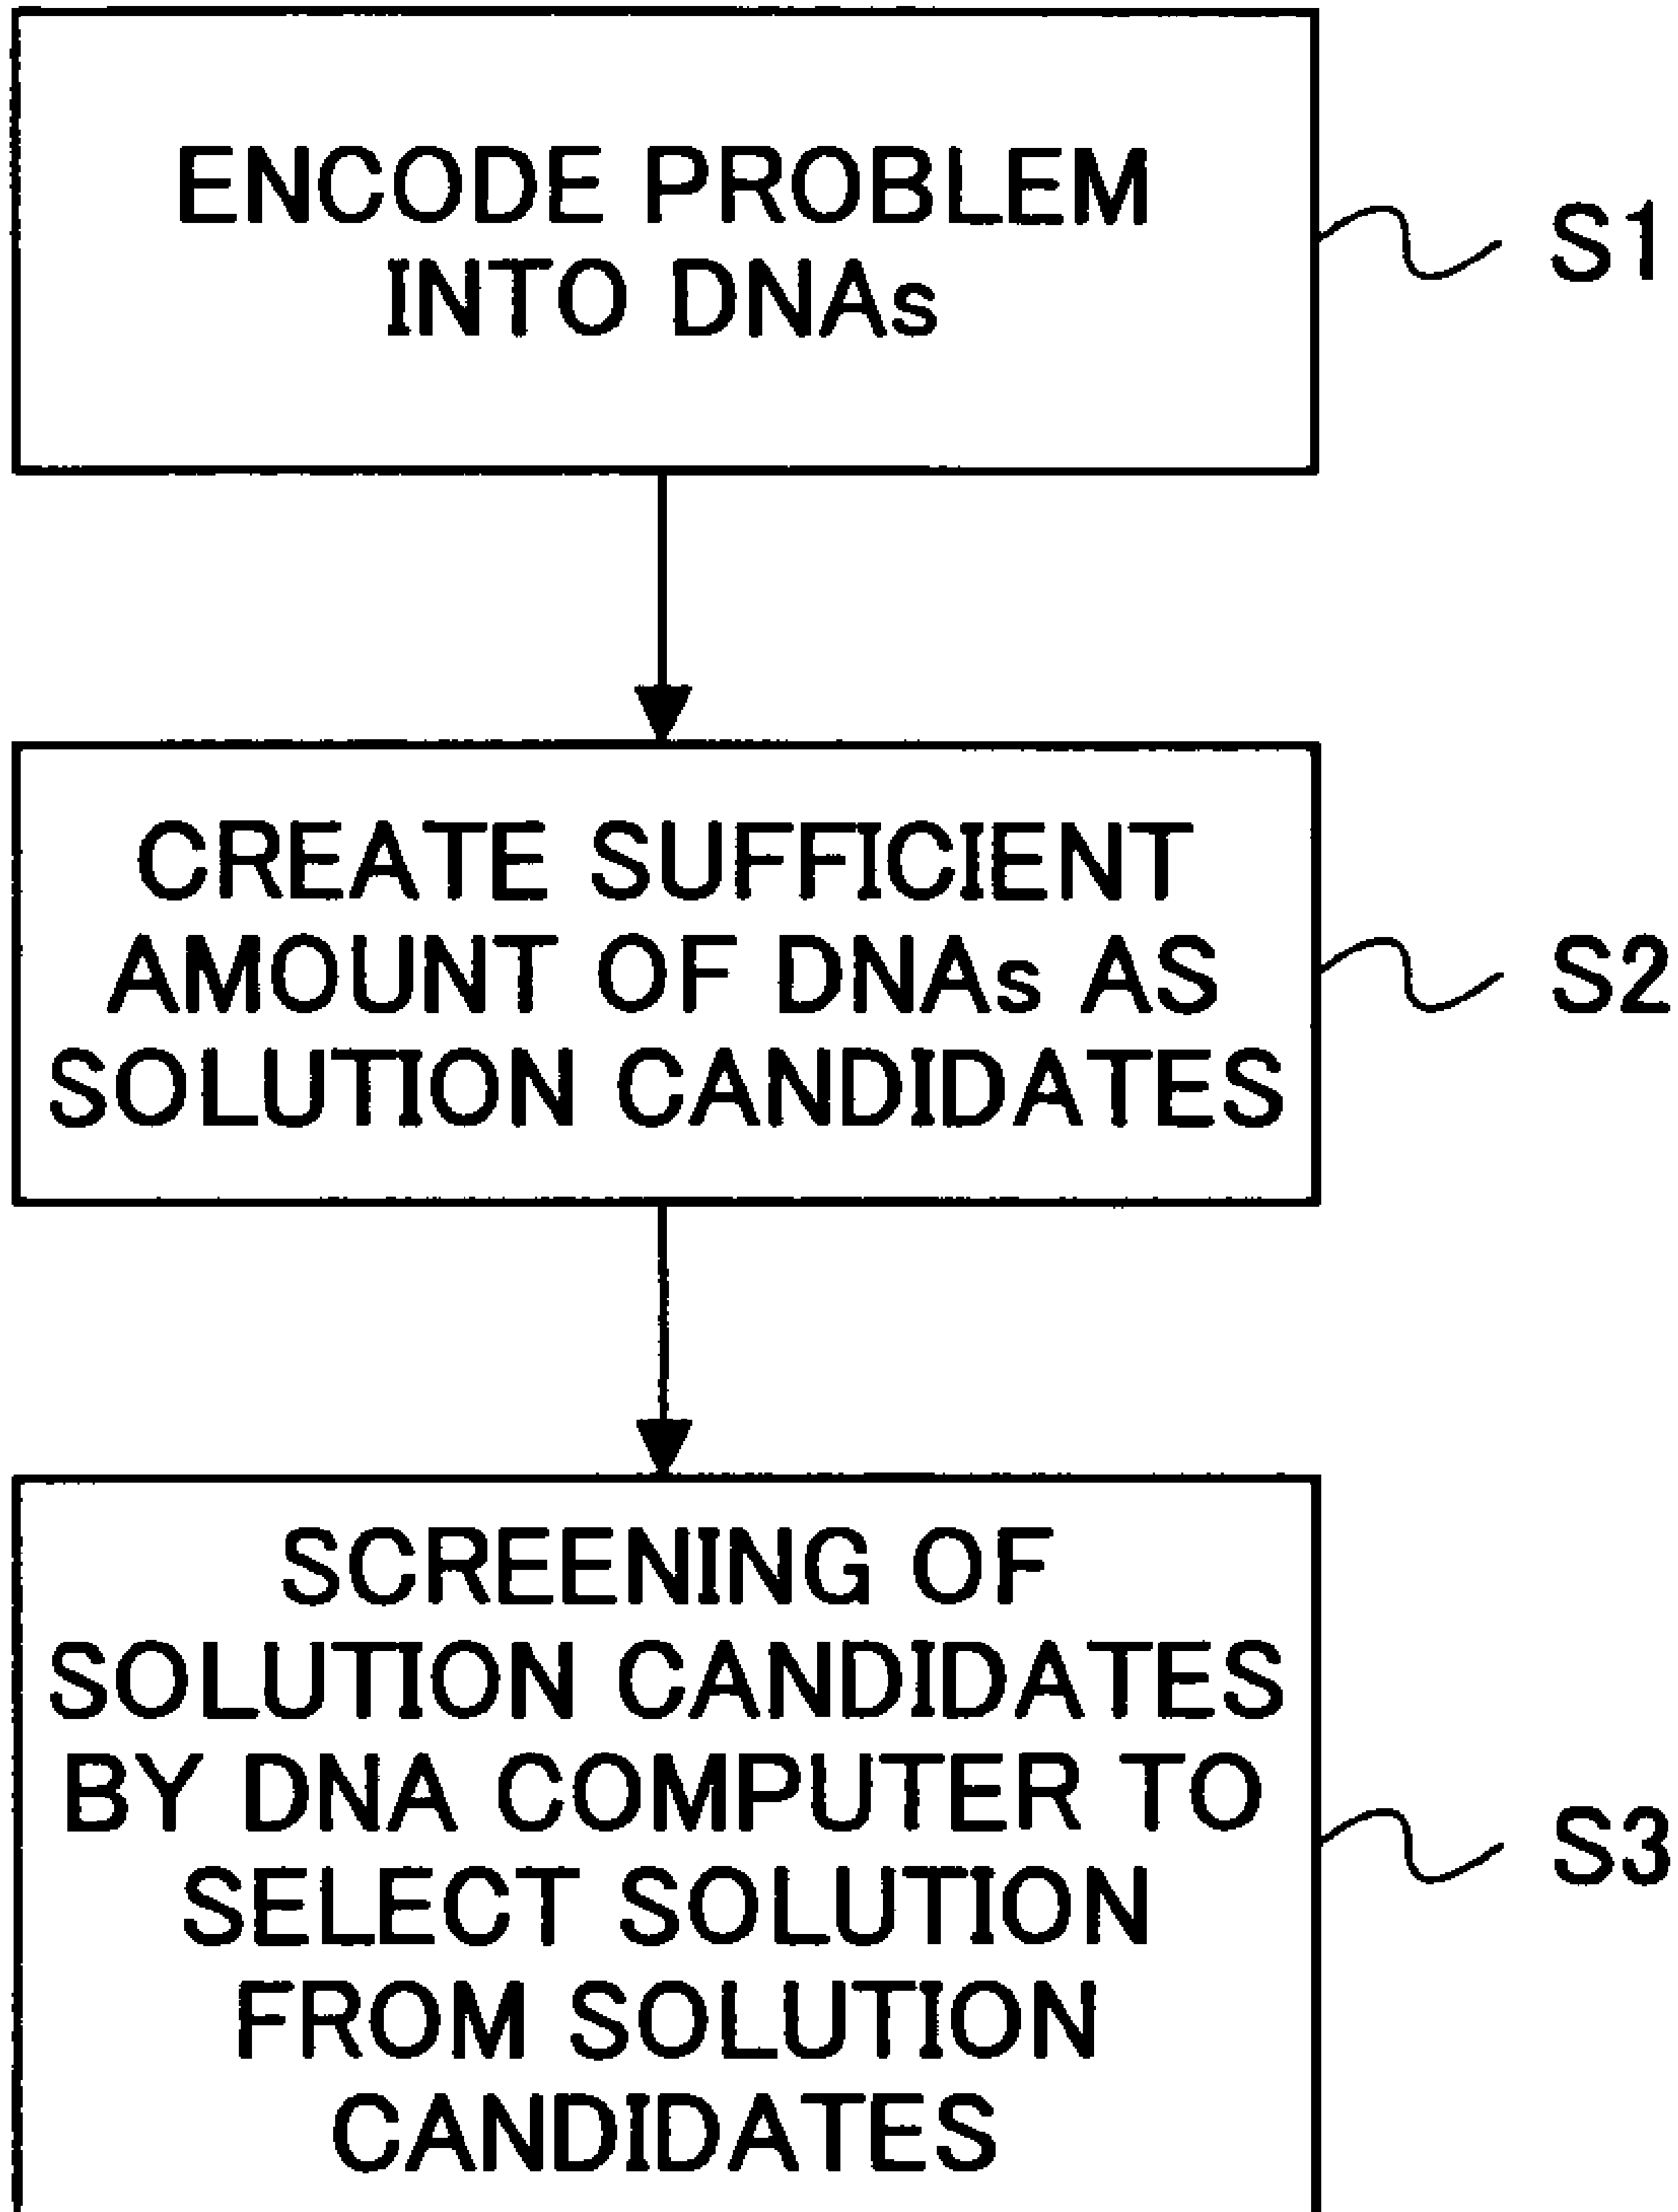 ENCODE PROBLEM
INTO DNAs
S1
CREATE SUFFICIENT
AMOUNT OF DNAs AS
SOLUTION CANDIDATES
S2
SCREENING OF
SOLUTION CANDIDATES
BY DNA COMPUTER TO
SELECT SOLUTION
FROM SOLUTION
CANDIDATES
S3